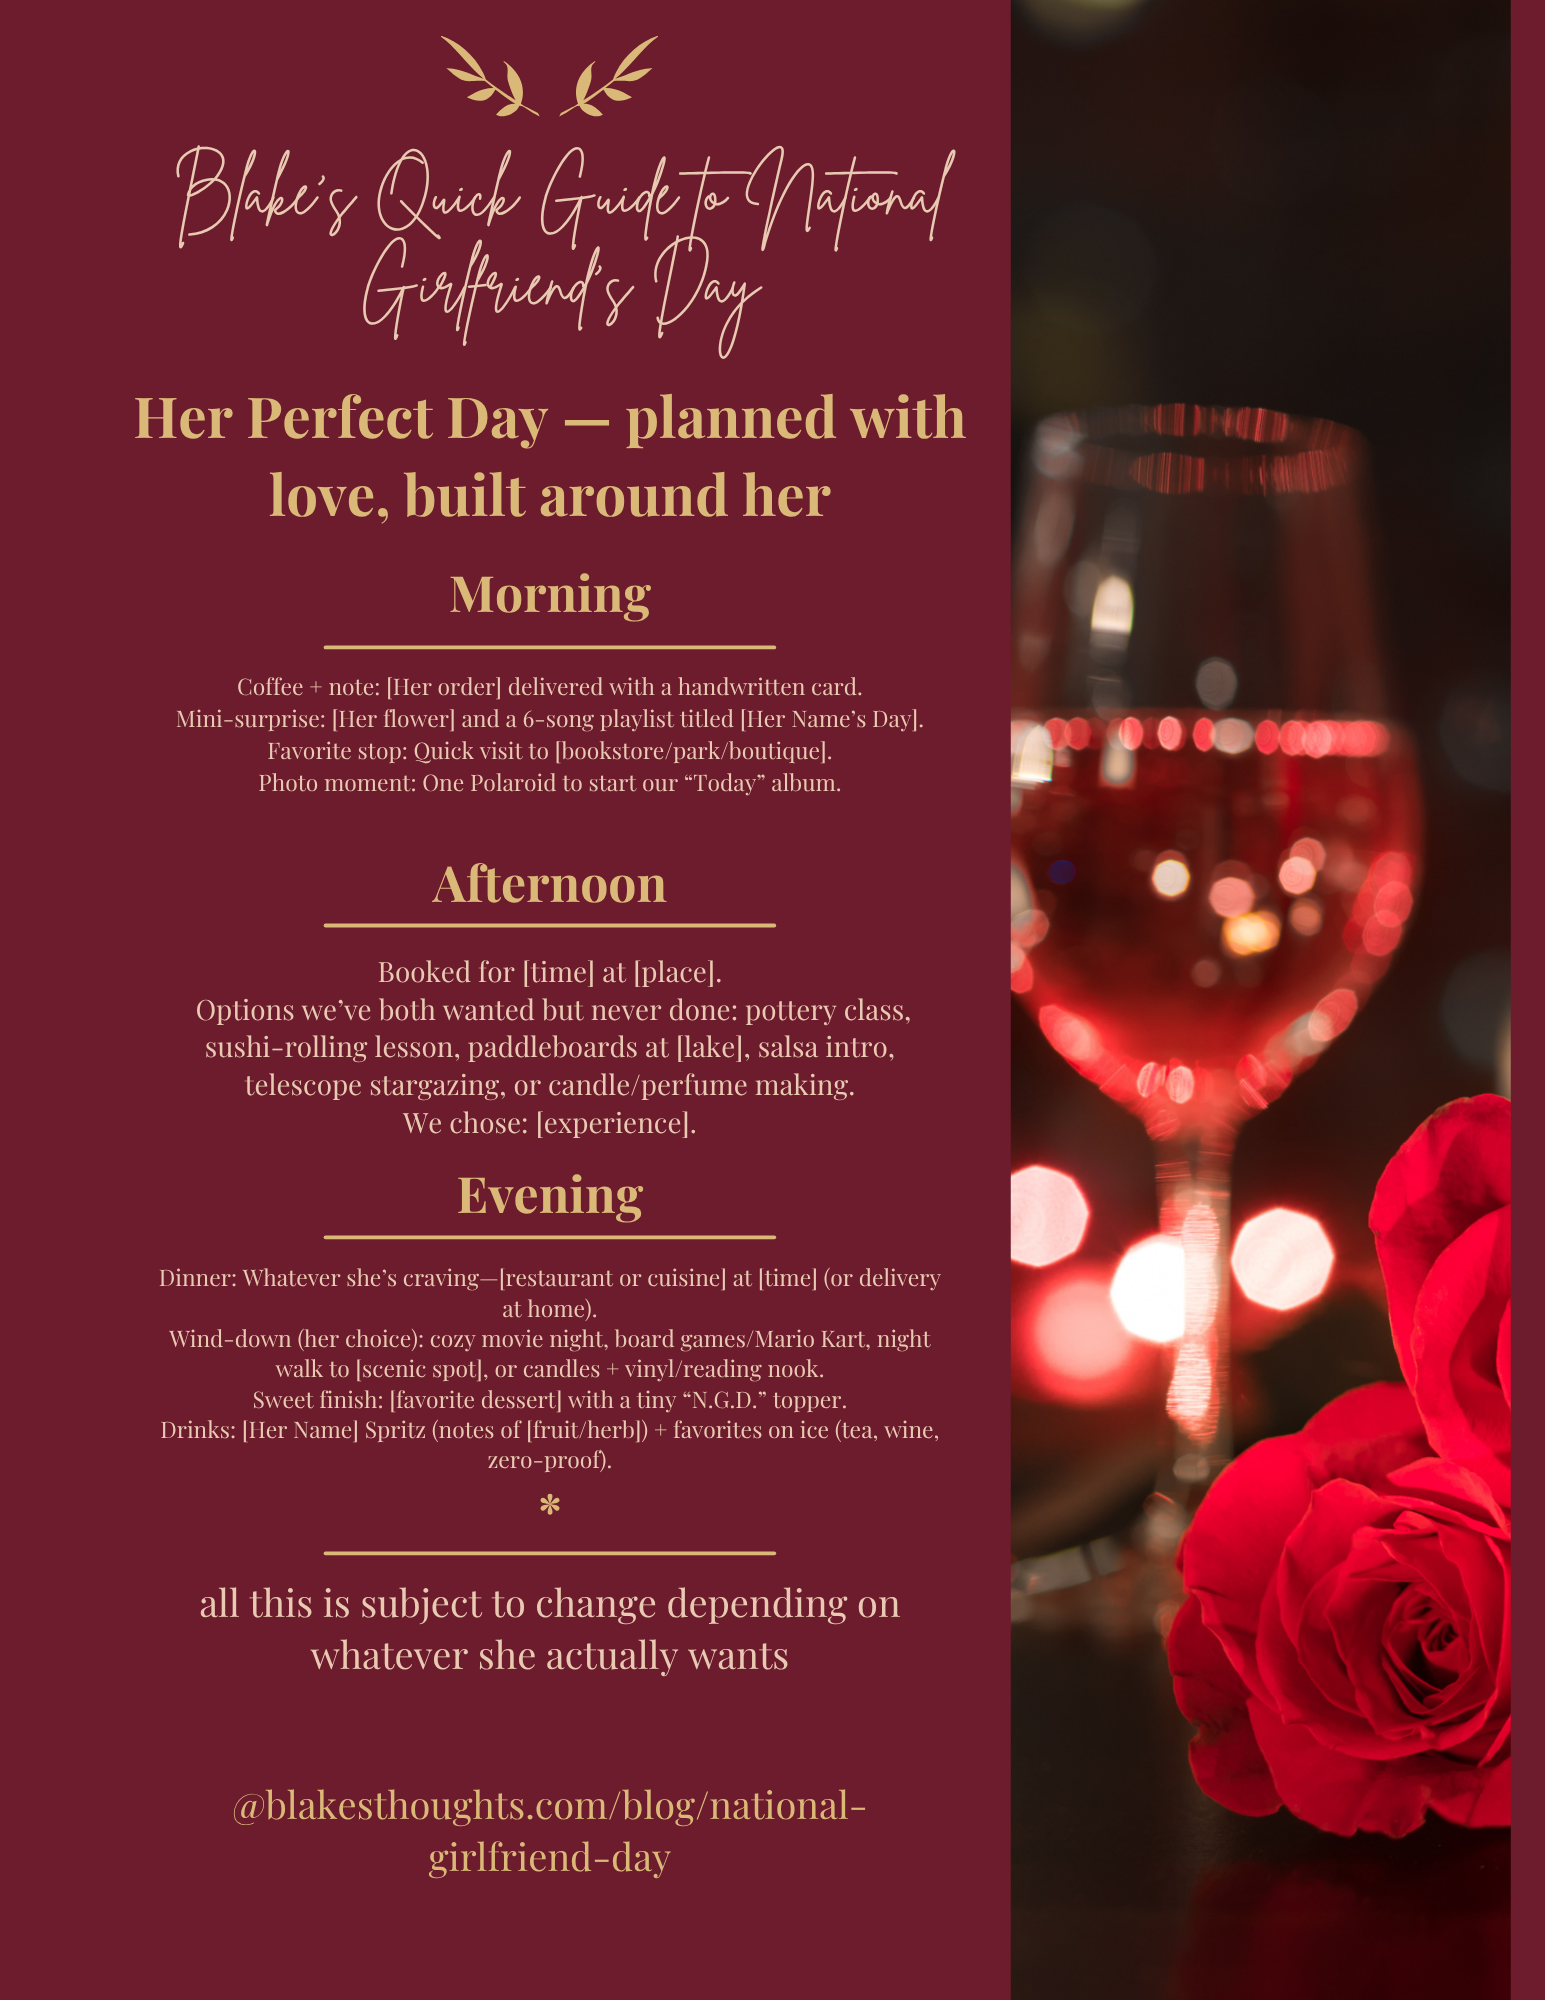 Blake's Quick Guide to National
Girlfriend's Day
Her Perfect Day — planned with
love, built around her
Morning
Coffee + note: [Her order] delivered with a handwritten card.
Mini-surprise: [Her flower] and a 6-song playlist titled [Her Name’s Day].
Favorite stop: Quick visit to [bookstore/park/boutique].
Photo moment: One Polaroid to start our “Today” album.
Afternoon
Booked for [time] at [place].
Options we’ve both wanted but never done: pottery class,
sushi-rolling lesson, paddleboards at [lake], salsa intro,
telescope stargazing, or candle/perfume making.
We chose: [experience].
Evening
Dinner: Whatever she’s craving—[restaurant or cuisine] at [time] (or delivery
at home).
Wind-down (her choice): cozy movie night, board games/Mario Kart, night
walk to [scenic spot], or candles + vinyl/reading nook.
Sweet finish: [favorite dessert] with a tiny “N.G.D.” topper.
Drinks: [Her Name] Spritz (notes of [fruit/herb]) + favorites on ice (tea, wine,
zero-proof).
*
all this is subject to change depending on
whatever she actually wants
@blakesthoughts.com/blog/national-
girlfriend-day